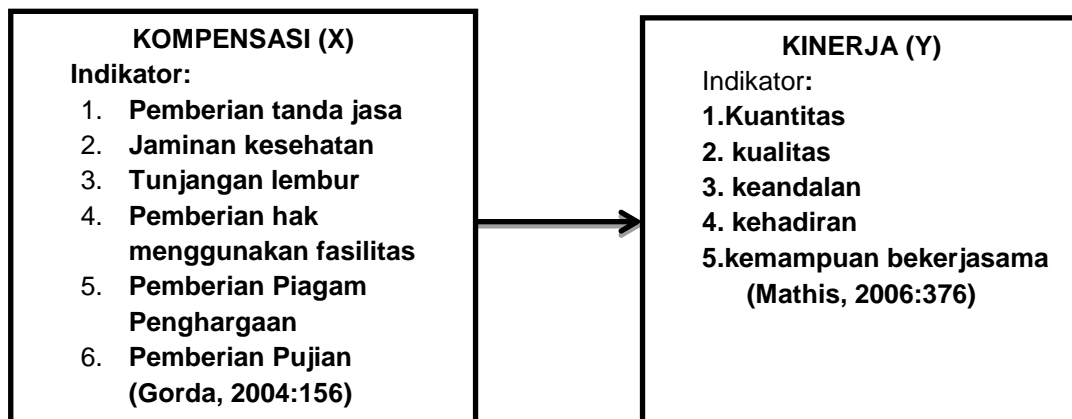 KOMPENSASI (X)
Indikator:
1. Pemberian tanda jasa
2. Jaminan kesehatan
3. Tunjangan lembur
4. Pemberian hak
menggunakan fasilitas
5. Pemberian Piagam
Penghargaan
6. Pemberian Pujian
(Gorda, 2004:156)
KINERJA (Y)
Indikator:
1.Kuantitas
2. kualitas
3. keandalan
4. kehadiran
5.kemampuan bekerjasama
(Mathis, 2006:376)